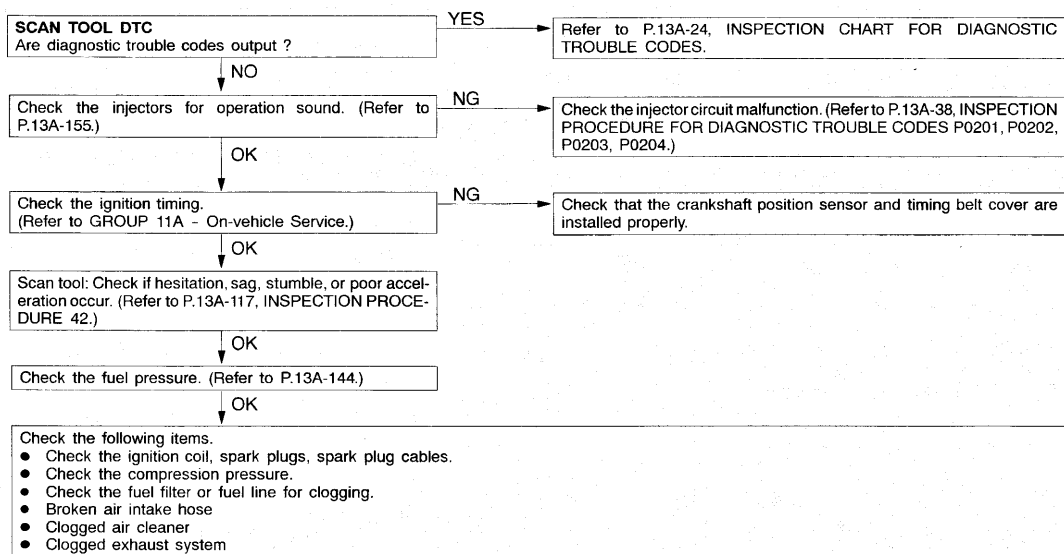 SCAN TOOL DTC
Are diagnostic trouble codes output ?
YES
Refer to P.13A-24, INSPECTION CHART FOR DIAGNOSTIC
TROUBLE CODES.
NO
Check the injectors for operation sound. (Refer to
P.13A-155.)
NG
Check the injector circuit malfunction. (Refer to P.13A-38, INSPECTION
PROCEDURE FOR DIAGNOSTIC TROUBLE CODES P0201, P0202,
P0203, P0204.)
OK
Check the ignition timing.
(Refer to GROUP 11A - On-vehicle Service.)
NG
Check that the crankshaft position sensor and timing belt cover are
installed properly.
OK
Scan tool: Check if hesitation, sag, stumble, or poor accel-
eration occur. (Refer to P.13A-117, INSPECTION PROCE-
DURE 42.)
OK
Check the fuel pressure. (Refer to P.13A-144.)
OK
Check the following items.
● Check the ignition coil, spark plugs, spark plug cables.
● Check the compression pressure.
● Check the fuel filter or fuel line for clogging.
● Broken air intake hose
● Clogged air cleaner
● Clogged exhaust system